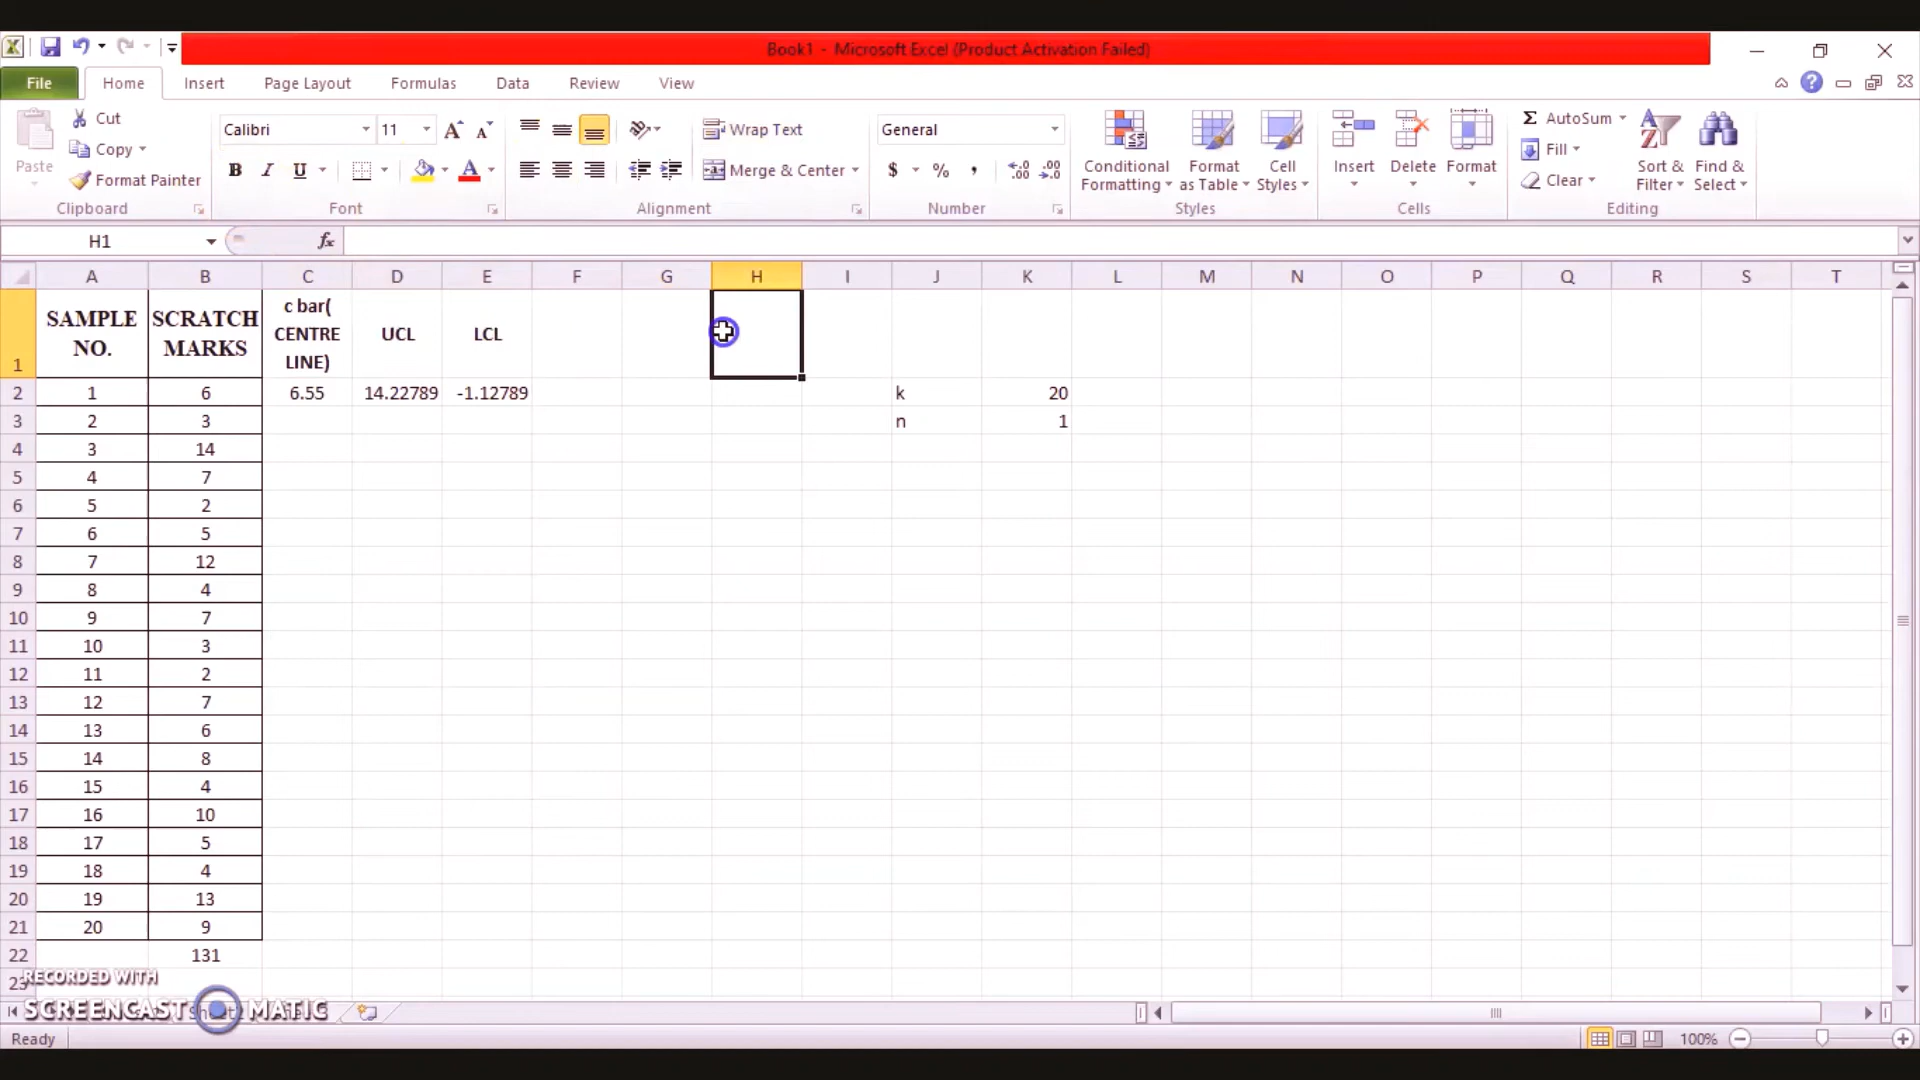 Book1 - Microsoft Excel (Product Activation Failed)
File Home Insert Page Layout Formulas Data Review View
Paste
Cut
Copy
Format Painter
Clipboard
Calibri 11
B I U
Font
Wrap Text
Merge & Center
Alignment
General
$ % ,
Number
Conditional Formatting
Format as Table
Cell Styles
Styles
Insert Delete Format
Cells
Σ AutoSum
Fill
Clear
Sort & Filter
Find & Select
Editing
H1 fx
A B C D E F G H I J K L M N O P Q R S T
1 SAMPLE NO. SCRATCH MARKS c bar( CENTRE LINE) UCL LCL
2 1 6 6.55 14.22789 -1.12789 k 20
3 2 3 n 1
4 3 14
5 4 7
6 5 2
7 6 5
8 7 12
9 8 4
10 9 7
11 10 3
12 11 2
13 12 7
14 13 6
15 14 8
16 15 4
17 16 10
18 17 5
19 18 4
20 19 13
21 20 9
22 131
23
RECORDED WITH
SCREENCAST MATIC
Ready 100%